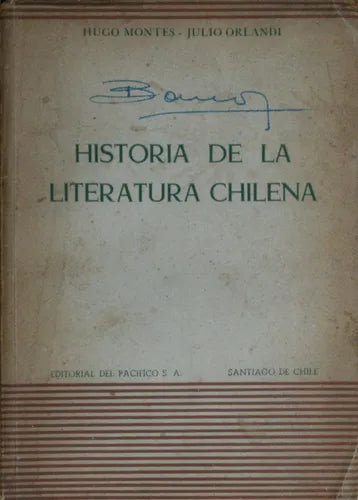 HUGO MONTES - JULIO ORLANDI
HISTORIA DE LA
LITERATURA CHILENA
EDITORIAL DEL PACIFICO S. A. SANTIAGO DE CHILE